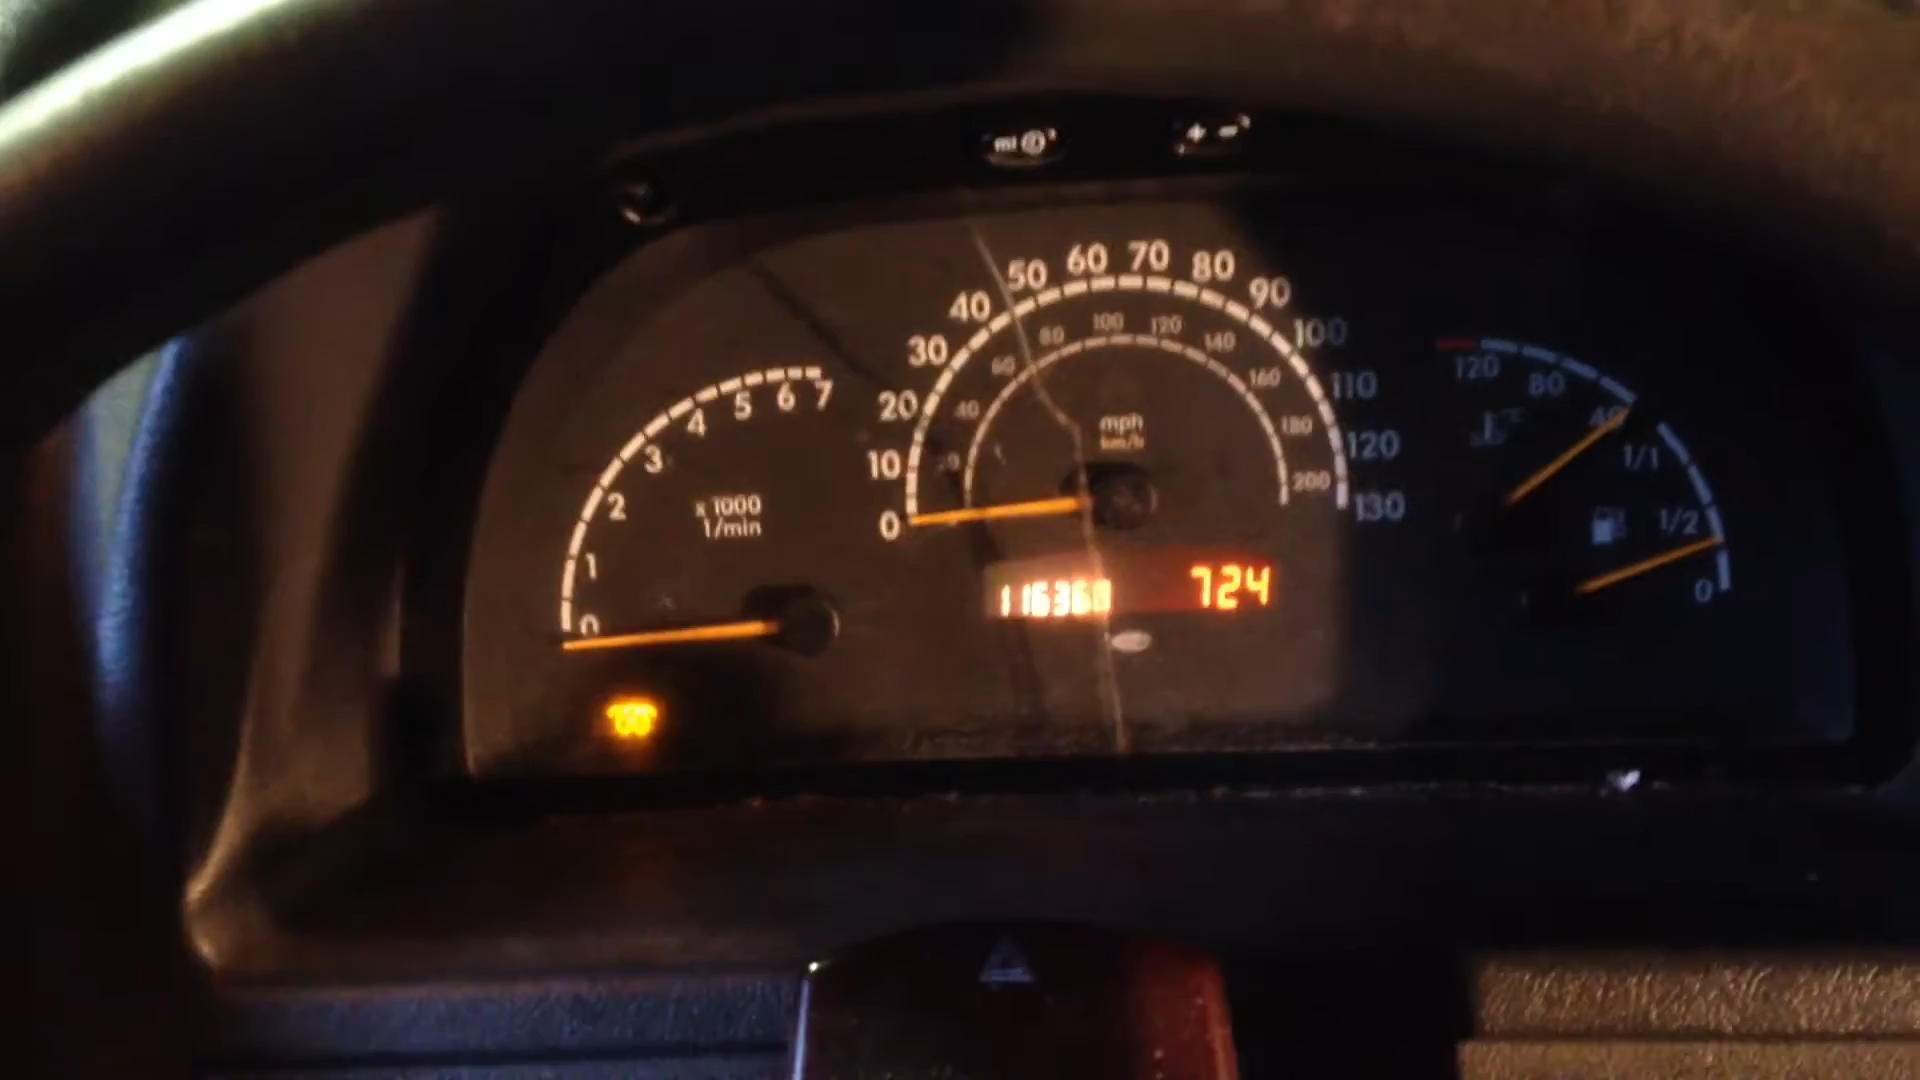 mi
+ -
0 1 2 3 4 5 6 7
x 1000
1/min
0 10 20 30 40 50 60 70 80 90 100 110 120 130
40 60 80 100 120 140 160 180 200
mph
km/h
724
120 80 40
°C
1/1
1/2
0